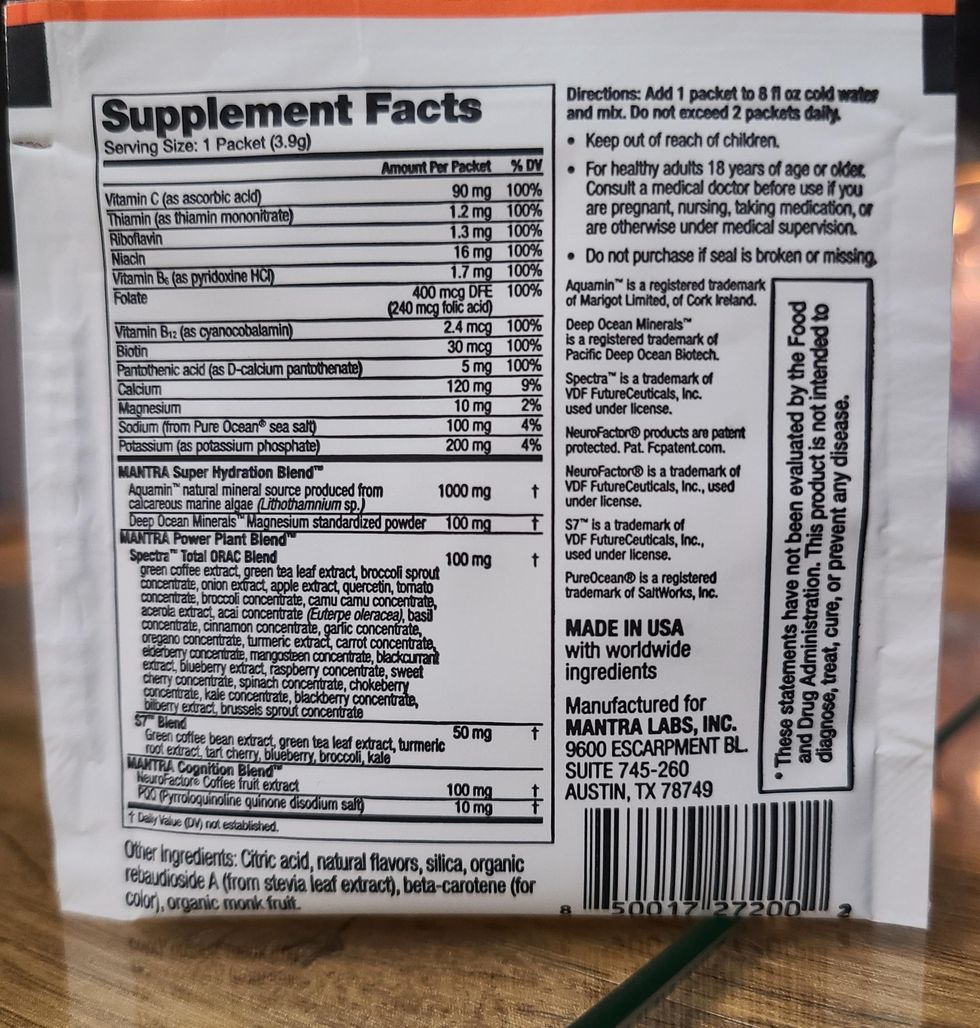 Supplement Facts
Serving Size: 1 Packet (3.9g)
Amount Per Packet % DV
Vitamin C (as ascorbic acid) 90 mg 100%
Thiamin (as thiamin mononitrate) 1.2 mg 100%
Riboflavin 1.3 mg 100%
Niacin 16 mg 100%
Vitamin B₆ (as pyridoxine HCl) 1.7 mg 100%
Folate 400 mcg DFE 100%
(240 mcg folic acid)
Vitamin B₁₂ (as cyanocobalamin) 2.4 mcg 100%
Biotin 30 mcg 100%
Pantothenic acid (as D-calcium pantothenate) 5 mg 100%
Calcium 120 mg 9%
Magnesium 10 mg 2%
Sodium (from Pure Ocean® sea salt) 100 mg 4%
Potassium (as potassium phosphate) 200 mg 4%
MANTRA Super Hydration Blend™
Aquamin™ natural mineral source produced from 1000 mg †
calcareous marine algae (Lithothamnium sp.)
Deep Ocean Minerals™ Magnesium standardized powder 100 mg †
MANTRA Power Plant Blend™
Spectra™ Total ORAC Blend 100 mg †
green coffee extract, green tea leaf extract, broccoli sprout
concentrate, onion extract, apple extract, quercetin, tomato
concentrate, broccoli concentrate, camu camu concentrate,
acerola extract, acai concentrate (Euterpe oleracea), basil
concentrate, cinnamon concentrate, garlic concentrate,
oregano concentrate, turmeric extract, carrot concentrate,
elderberry concentrate, mangosteen concentrate, blackcurrant
extract, blueberry extract, raspberry concentrate, sweet
cherry concentrate, spinach concentrate, chokeberry
concentrate, kale concentrate, blackberry concentrate,
bilberry extract, brussels sprout concentrate
S7™ Blend 50 mg †
Green coffee bean extract, green tea leaf extract, turmeric
root extract, tart cherry, blueberry, broccoli, kale
MANTRA Cognition Blend™
NeuroFactor® Coffee fruit extract 100 mg †
PQQ (Pyrroloquinoline quinone disodium salt) 10 mg †
† Daily Value (DV) not established.
Other Ingredients: Citric acid, natural flavors, silica, organic
rebaudioside A (from stevia leaf extract), beta-carotene (for
color), organic monk fruit.
Directions: Add 1 packet to 8 fl oz cold water
and mix. Do not exceed 2 packets daily.
• Keep out of reach of children.
• For healthy adults 18 years of age or older.
Consult a medical doctor before use if you
are pregnant, nursing, taking medication, or
are otherwise under medical supervision.
• Do not purchase if seal is broken or missing.
Aquamin™ is a registered trademark
of Marigot Limited, of Cork Ireland.
Deep Ocean Minerals™
is a registered trademark of
Pacific Deep Ocean Biotech.
Spectra™ is a trademark of
VDF FutureCeuticals, Inc.
used under license.
NeuroFactor® products are patent
protected. Pat. Fcpatent.com.
NeuroFactor® is a trademark of
VDF FutureCeuticals, Inc., used
under license.
S7™ is a trademark of
VDF FutureCeuticals, Inc.,
used under license.
PureOcean® is a registered
trademark of SaltWorks, Inc.
MADE IN USA
with worldwide
ingredients
Manufactured for
MANTRA LABS, INC.
9600 ESCARPMENT BL.
SUITE 745-260
AUSTIN, TX 78749
* These statements have not been evaluated by the Food
and Drug Administration. This product is not intended to
diagnose, treat, cure, or prevent any disease.
8 50017 27200 2